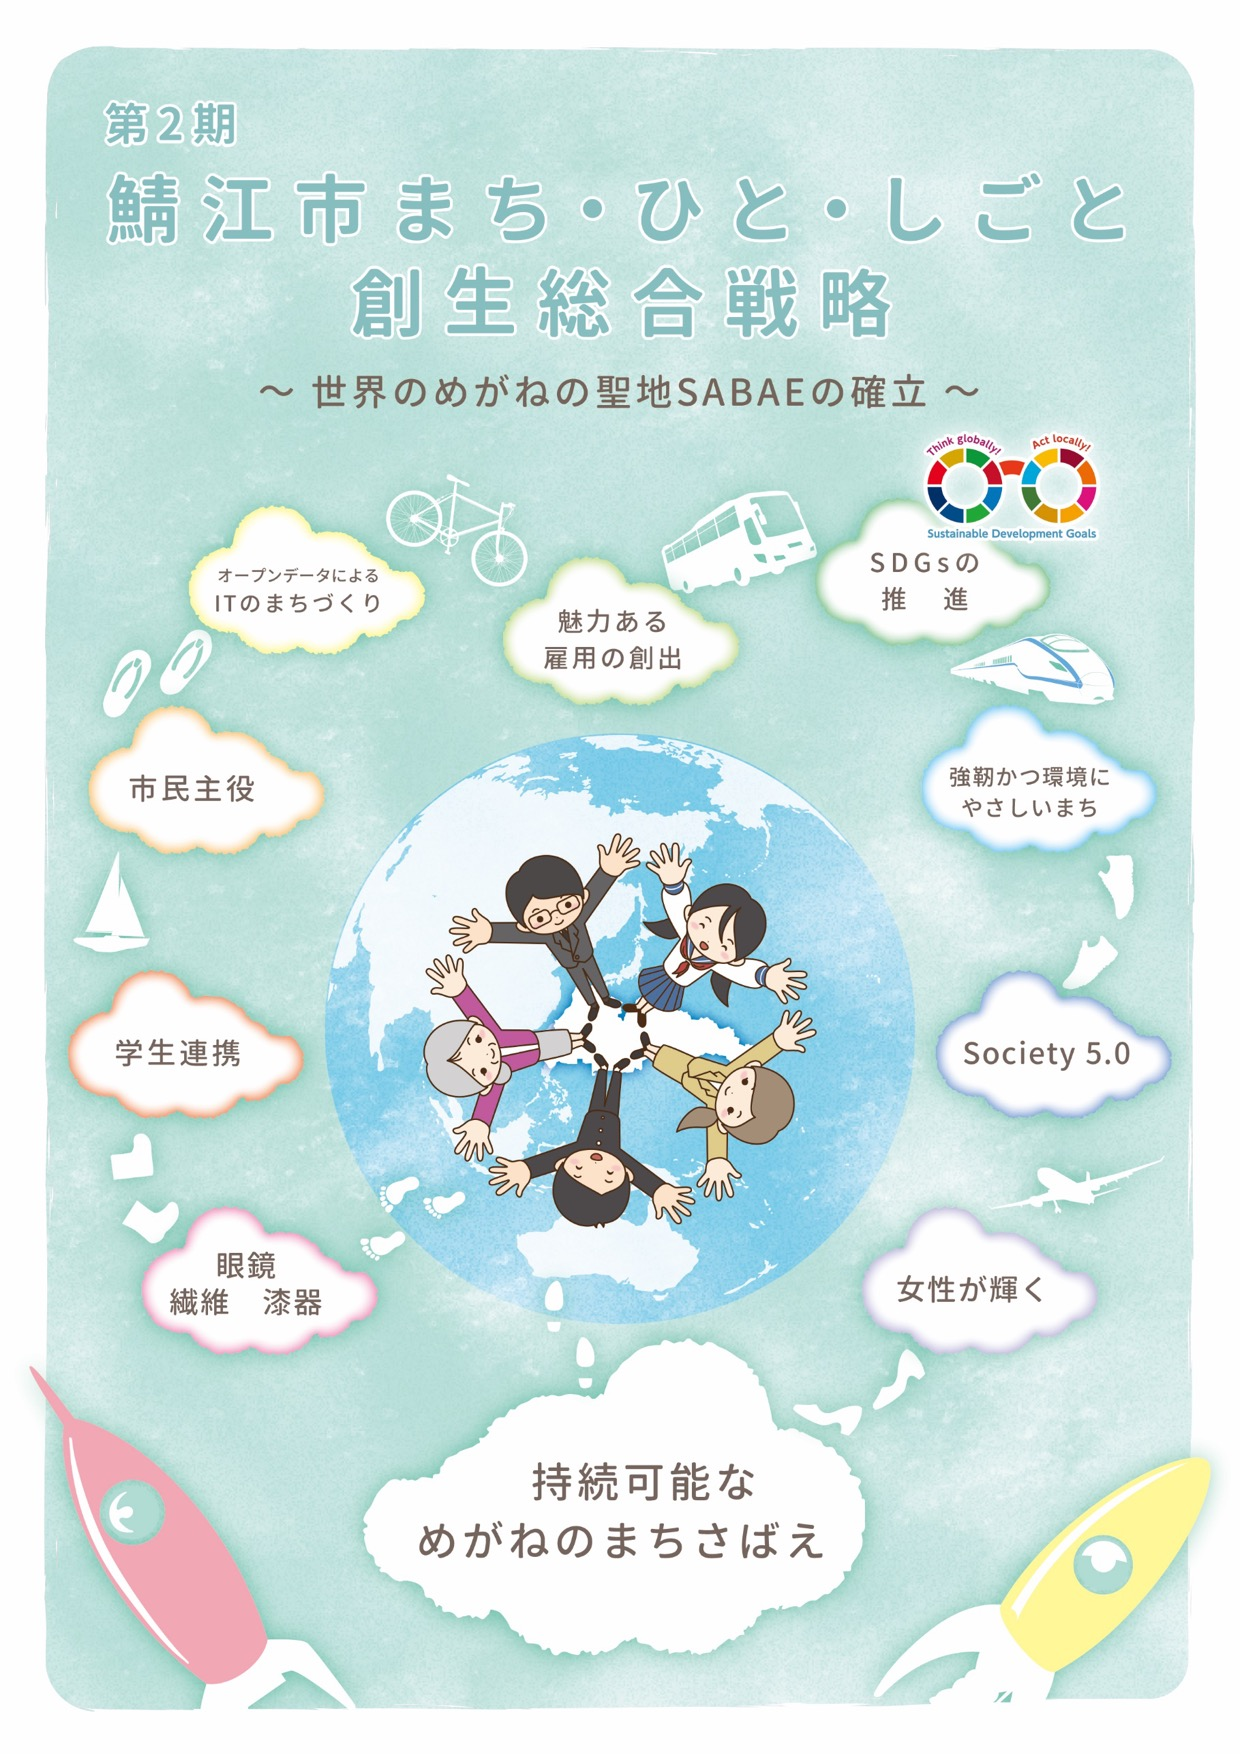 第2期
鯖江市まち・ひと・しごと
創生総合戦略
～ 世界のめがねの聖地SABAEの確立 ～
Think globally!
Act locally!
Sustainable Development Goals
オープンデータによる
ITのまちづくり
魅力ある
雇用の創出
SDGsの
推　進
市民主役
強靭かつ環境に
やさしいまち
学生連携
Society 5.0
眼鏡
繊維　漆器
女性が輝く
持続可能な
めがねのまちさばえ